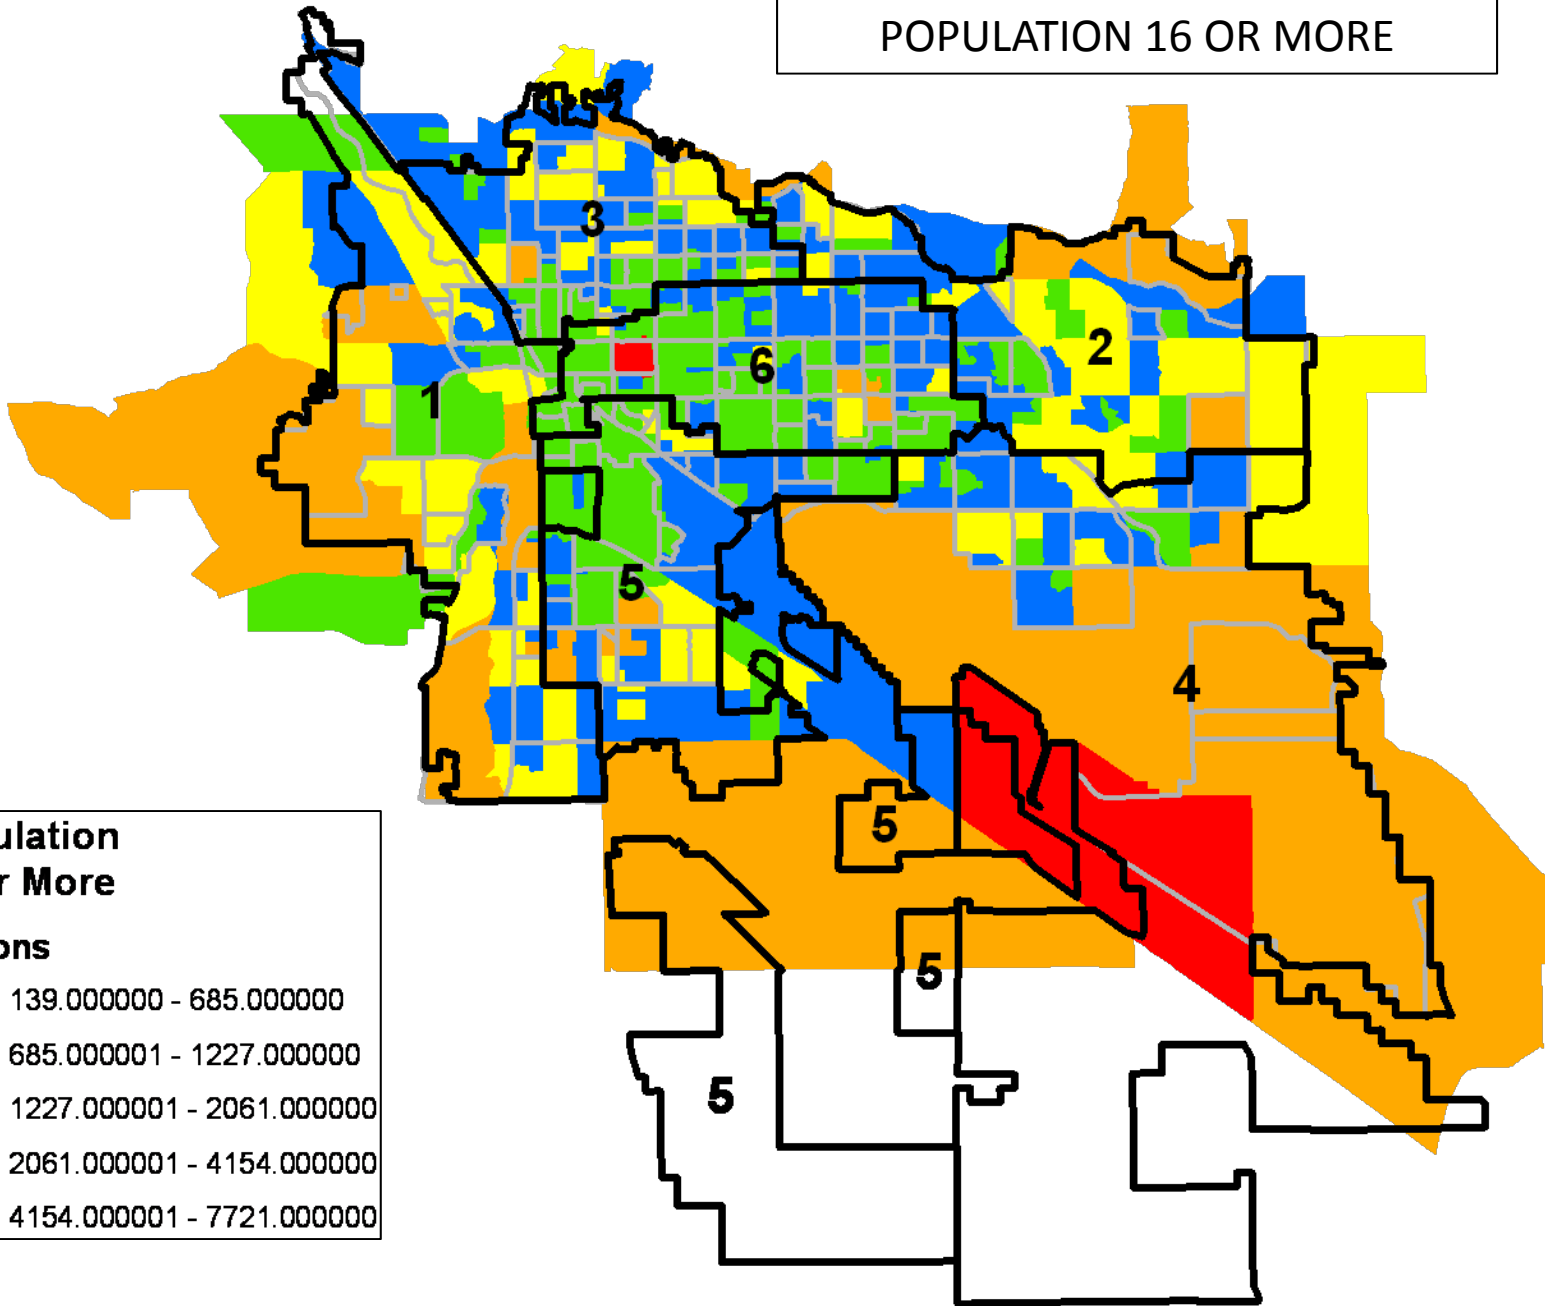 POPULATION 16 OR MORE
3
2
6
1
5
4
5
5
5
ulation
r More
ons
139.000000 - 685.000000
685.000001 - 1227.000000
1227.000001 - 2061.000000
2061.000001 - 4154.000000
4154.000001 - 7721.000000